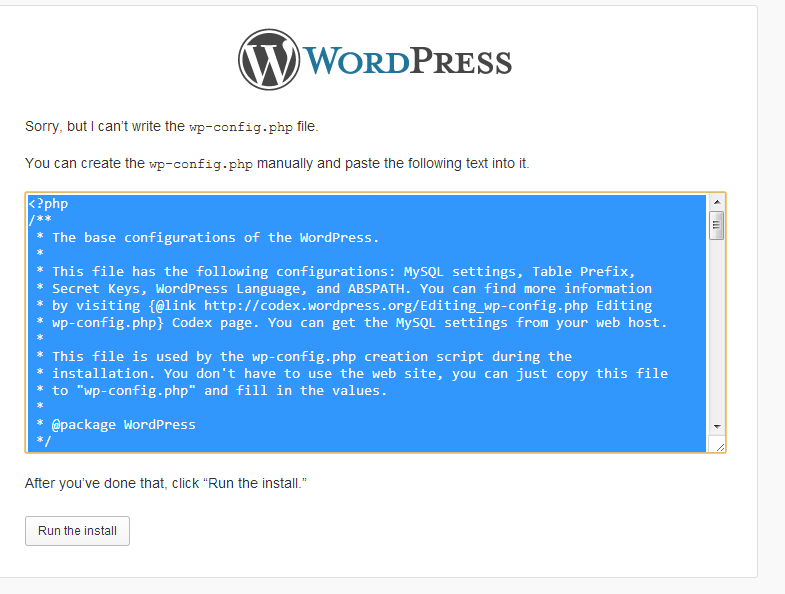 WORDPRESS
Sorry, but I can't write the wp-config.php file.
You can create the wp-config.php manually and paste the following text into it.
<?php
/**
 * The base configurations of the WordPress.
 *
 * This file has the following configurations: MySQL settings, Table Prefix,
 * Secret Keys, WordPress Language, and ABSPATH. You can find more information
 * by visiting {@link http://codex.wordpress.org/Editing_wp-config.php Editing
 * wp-config.php} Codex page. You can get the MySQL settings from your web host.
 *
 * This file is used by the wp-config.php creation script during the
 * installation. You don't have to use the web site, you can just copy this file
 * to "wp-config.php" and fill in the values.
 *
 * @package WordPress
 */
After you've done that, click “Run the install.”
Run the install